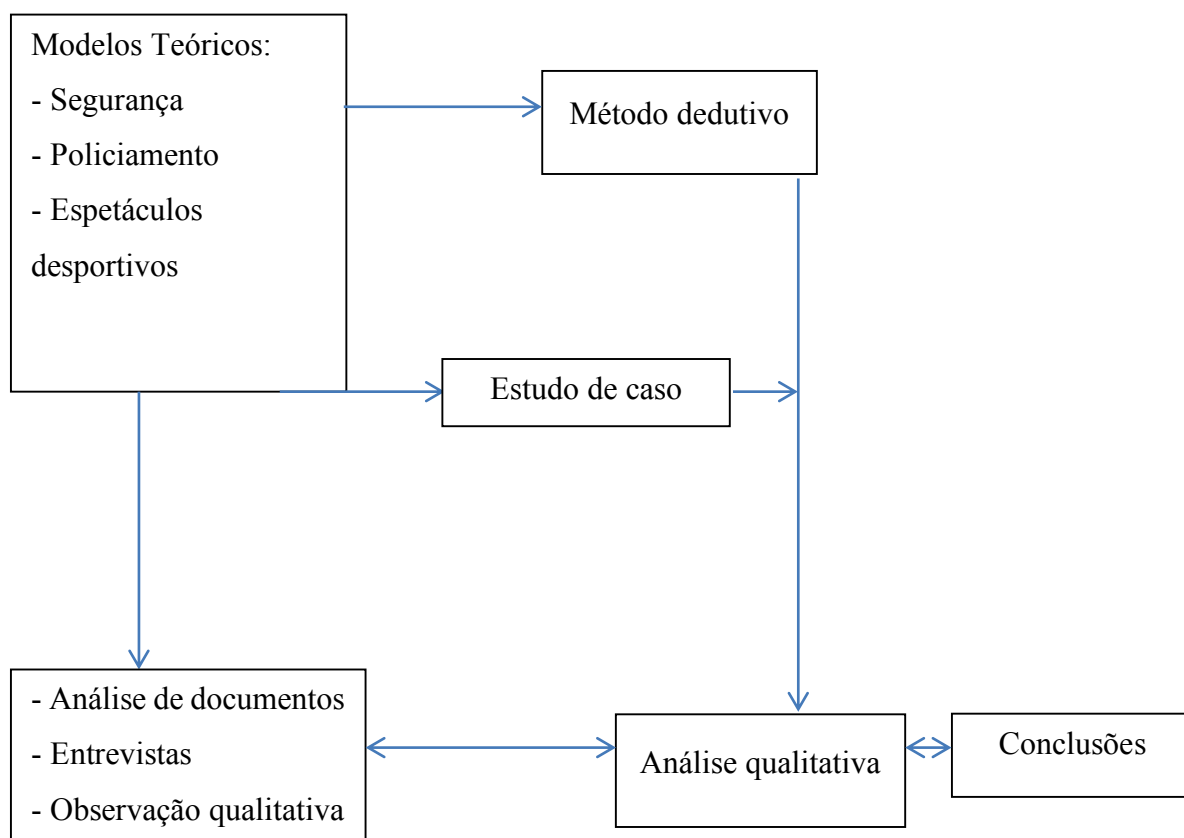 Modelos Teóricos:
- Segurança
- Policiamento
- Espetáculos
desportivos
Método dedutivo
Estudo de caso
- Análise de documentos
- Entrevistas
- Observação qualitativa
Análise qualitativa
Conclusões